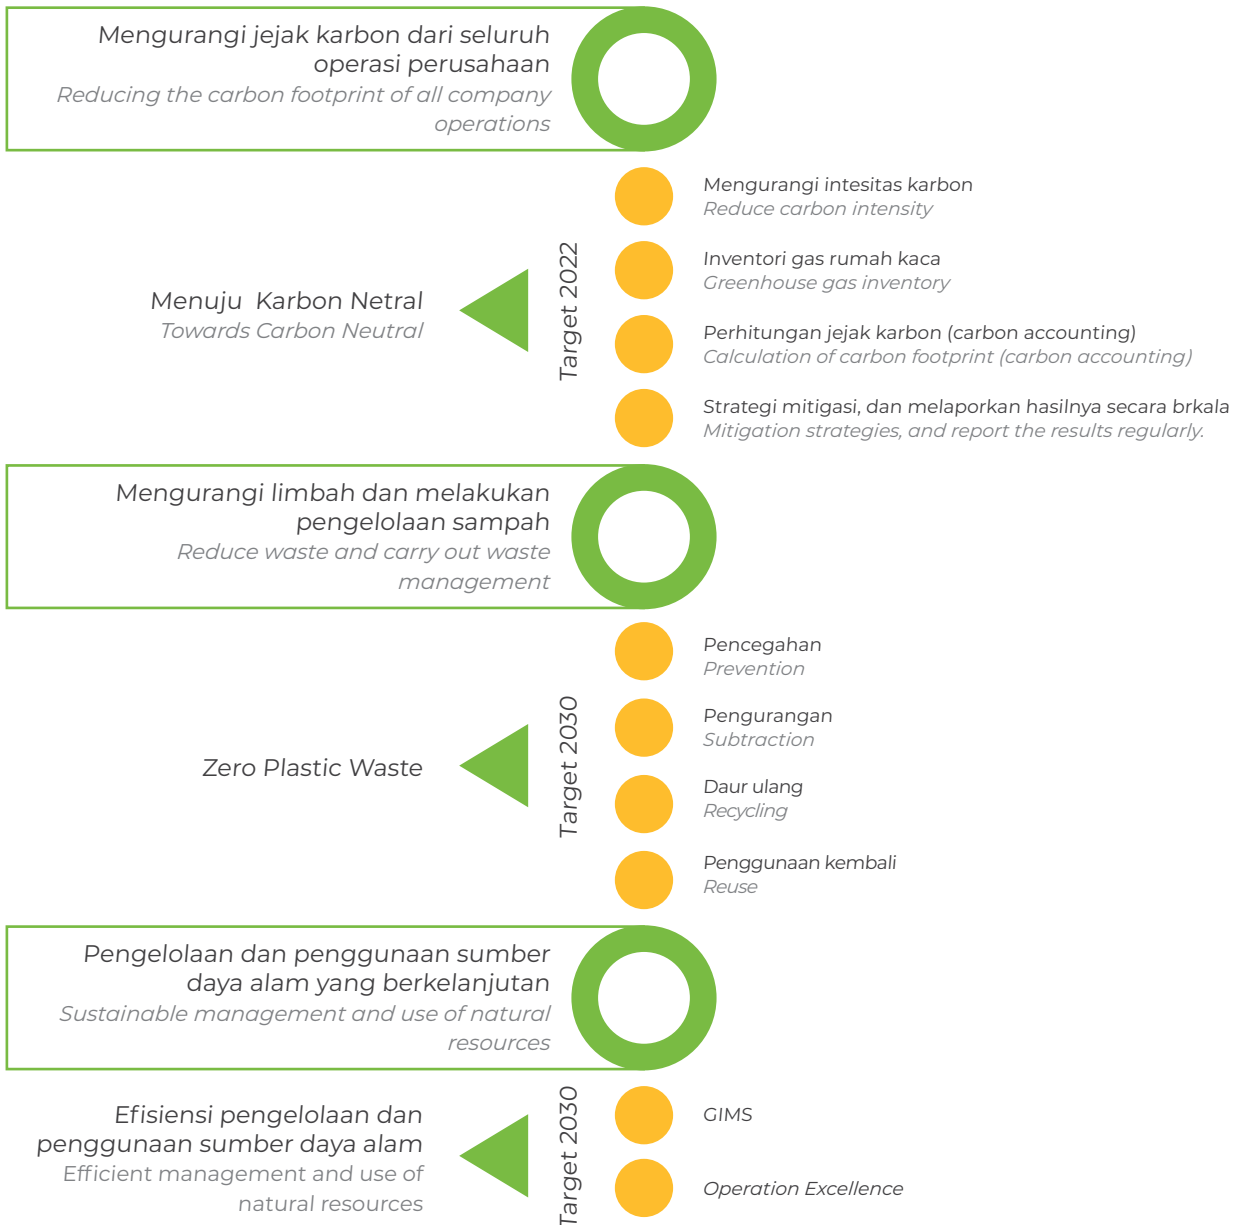 Mengurangi jejak karbon dari seluruh
operasi perusahaan
Reducing the carbon footprint of all company
operations
Mengurangi intesitas karbon
Reduce carbon intensity
Inventori gas rumah kaca
Greenhouse gas inventory
Perhitungan jejak karbon (carbon accounting)
Calculation of carbon footprint (carbon accounting)
Strategi mitigasi, dan melaporkan hasilnya secara brkala
Mitigation strategies, and report the results regularly.
Target 2022
Menuju Karbon Netral
Towards Carbon Neutral
Mengurangi limbah dan melakukan
pengelolaan sampah
Reduce waste and carry out waste
management
Pencegahan
Prevention
Pengurangan
Subtraction
Daur ulang
Recycling
Penggunaan kembali
Reuse
Target 2030
Zero Plastic Waste
Pengelolaan dan penggunaan sumber
daya alam yang berkelanjutan
Sustainable management and use of natural
resources
GIMS
Operation Excellence
Target 2030
Efisiensi pengelolaan dan
penggunaan sumber daya alam
Efficient management and use of
natural resources